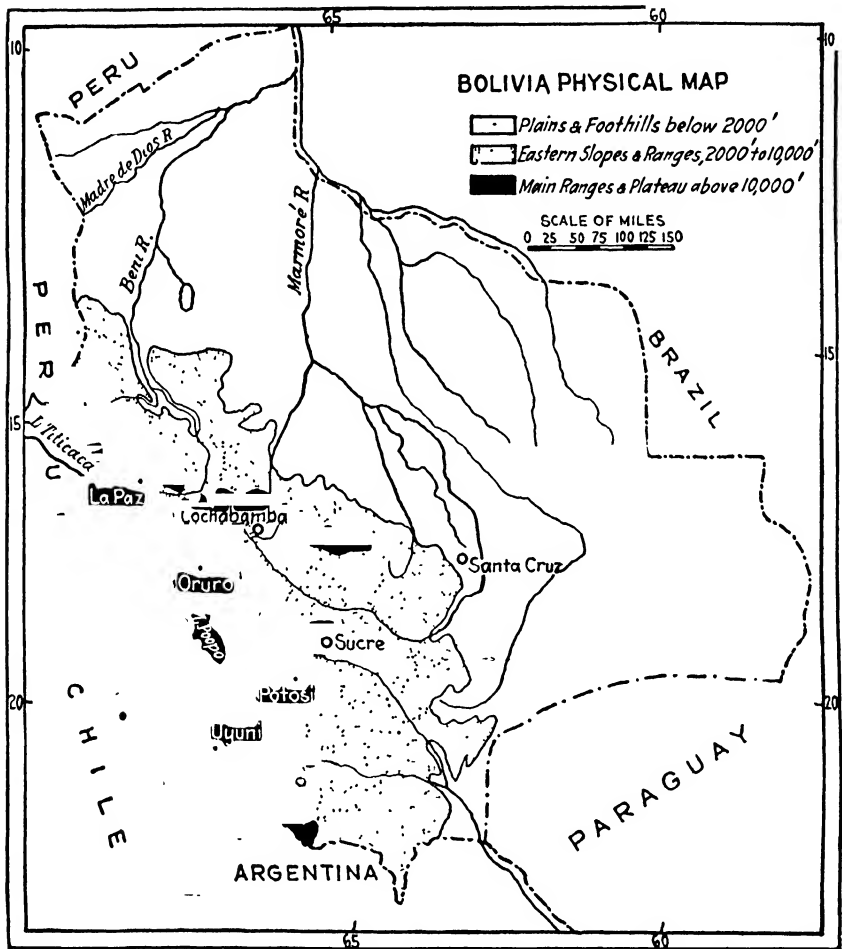 65 60
10 10
PERU
BOLIVIA PHYSICAL MAP
Plains & Foothills below 2000'
Eastern Slopes & Ranges, 2000' to 10,000'
Main Ranges & Plateau above 10,000'
SCALE OF MILES
0 25 50 75 100 125 150
Madre de Dios R
Beni R.
Marmoré R
PERU
BRAZIL
15
15
L Titicaca
La Paz
Cochabamba
Santa Cruz
Oruro
L Poopo
Sucre
Potosi
Uyuni
20 20
CHILE
PARAGUAY
ARGENTINA
65 60